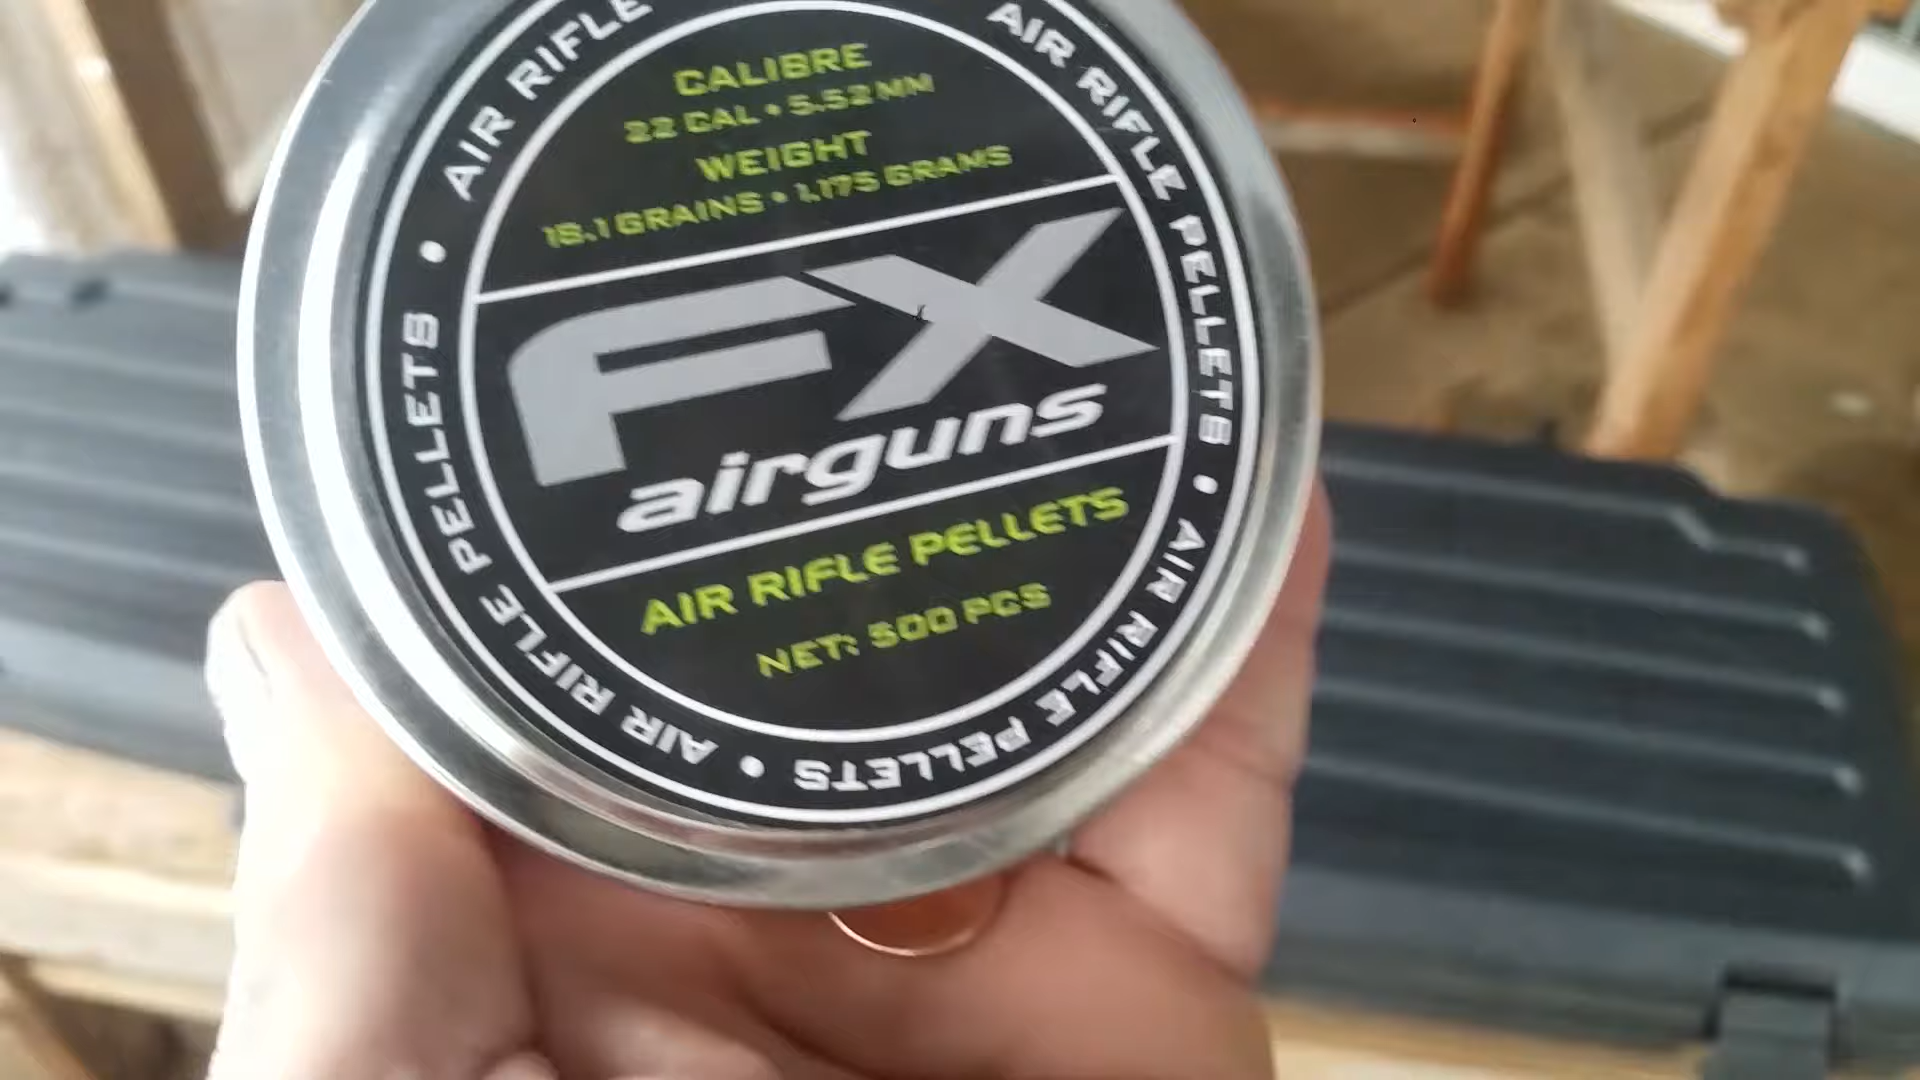 CALIBRE
22 CAL • 5.52 MM
WEIGHT
18.1 GRAINS • 1.175 GRAMS
FX
airguns
AIR RIFLE PELLETS
NET: 500 PCS
AIR RIFLE PELLETS • AIR RIFLE PELLETS • AIR RIFLE PELLETS • AIR RIFLE